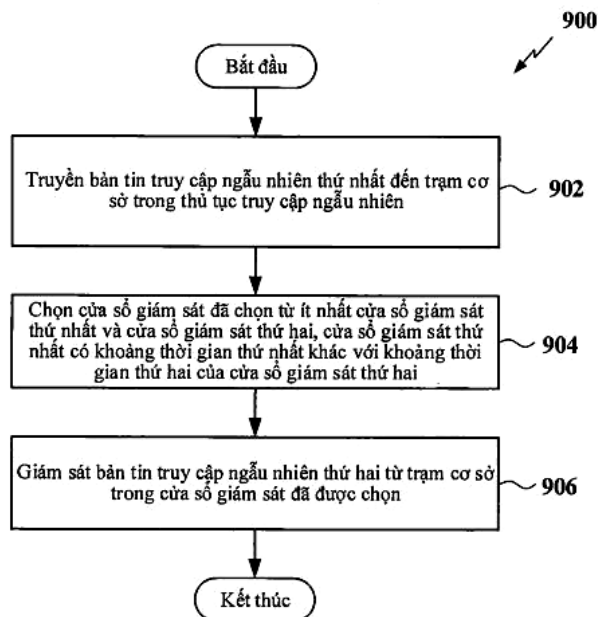 900
Bắt đầu
Truyền bản tin truy cập ngẫu nhiên thứ nhất đến trạm cơ
sở trong thủ tục truy cập ngẫu nhiên
902
Chọn cửa sổ giám sát đã chọn từ ít nhất cửa sổ giám sát
thứ nhất và cửa sổ giám sát thứ hai, cửa sổ giám sát thứ
nhất có khoảng thời gian thứ nhất khác với khoảng thời
gian thứ hai của cửa sổ giám sát thứ hai
904
Giám sát bản tin truy cập ngẫu nhiên thứ hai từ trạm cơ sở
trong cửa sổ giám sát đã được chọn
906
Kết thúc